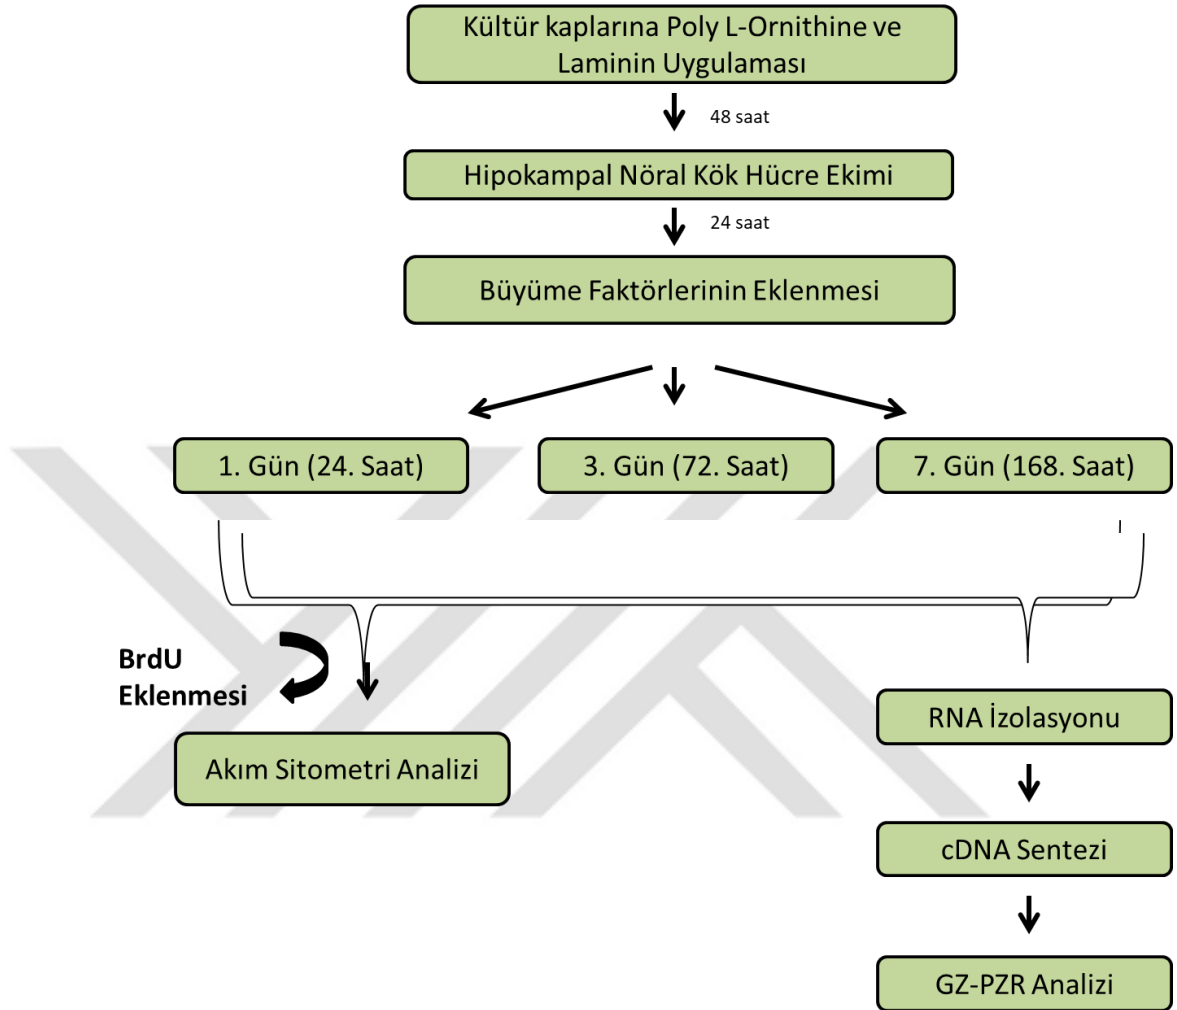 Kültür kaplarına Poly L-Ornithine ve
Laminin Uygulaması
48 saat
Hipokampal Nöral Kök Hücre Ekimi
24 saat
Büyüme Faktörlerinin Eklenmesi
1. Gün (24. Saat)
3. Gün (72. Saat)
7. Gün (168. Saat)
BrdU
Eklenmesi
Akım Sitometri Analizi
RNA İzolasyonu
cDNA Sentezi
GZ-PZR Analizi